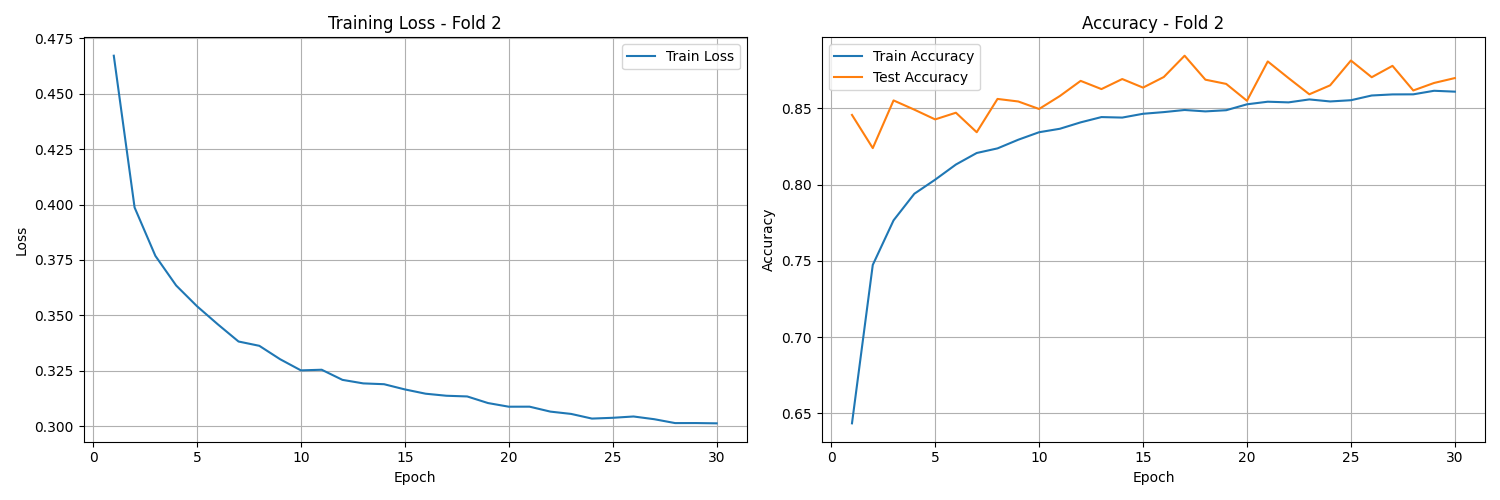 Training Loss - Fold 2
0.475
0.450
0.425
0.400
0.375
0.350
0.325
0.300
Loss
Train Loss
0 5 10 15 20 25 30
Epoch
Accuracy - Fold 2
Train Accuracy
Test Accuracy
0.85
0.80
0.75
0.70
0.65
Accuracy
0 5 10 15 20 25 30
Epoch